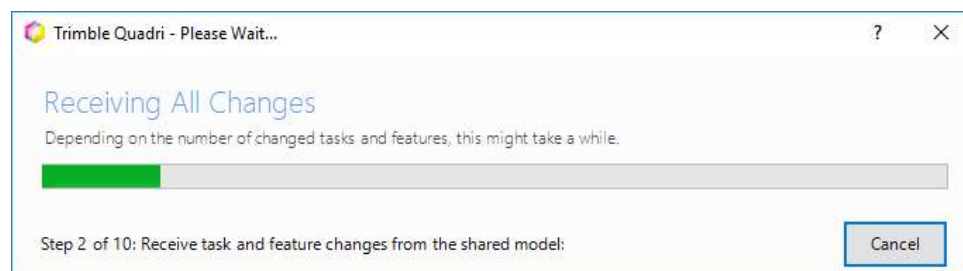 Trimble Quadri - Please Wait...
?
Receiving All Changes
Depending on the number of changed tasks and features, this might take a while.
Step 2 of 10: Receive task and feature changes from the shared model:
Cancel